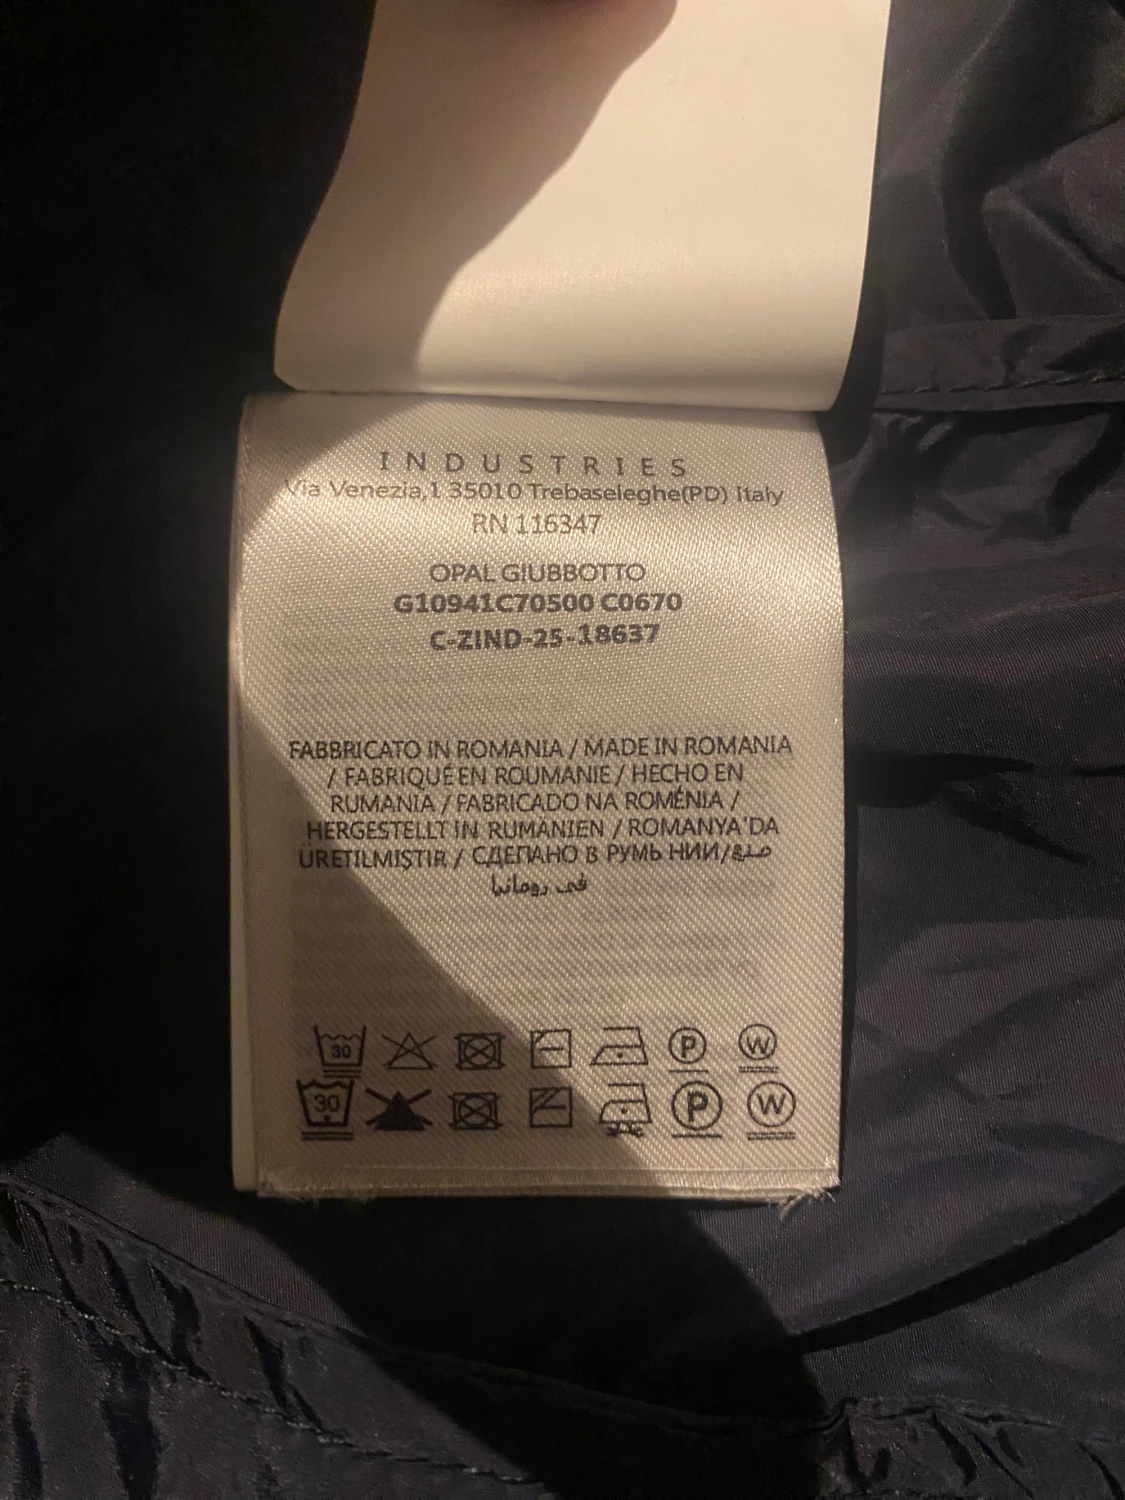 INDUSTRIES
Via Venezia,1 35010 Trebaseleghe(PD) Italy
RN 116347
OPAL GIUBBOTTO
G10941C70500 C0670
C-ZIND-25-18637
FABBRICATO IN ROMANIA / MADE IN ROMANIA
/ FABRIQUÉ EN ROUMANIE / HECHO EN
RUMANIA / FABRICADO NA ROMÉNIA /
HERGESTELLT IN RUMÄNIEN / ROMANYA'DA
ÜRETILMIŞTIR / СДЕПАНО В РУМЬ НИИ/صنع
في رومانيا
30 P W
30 P W